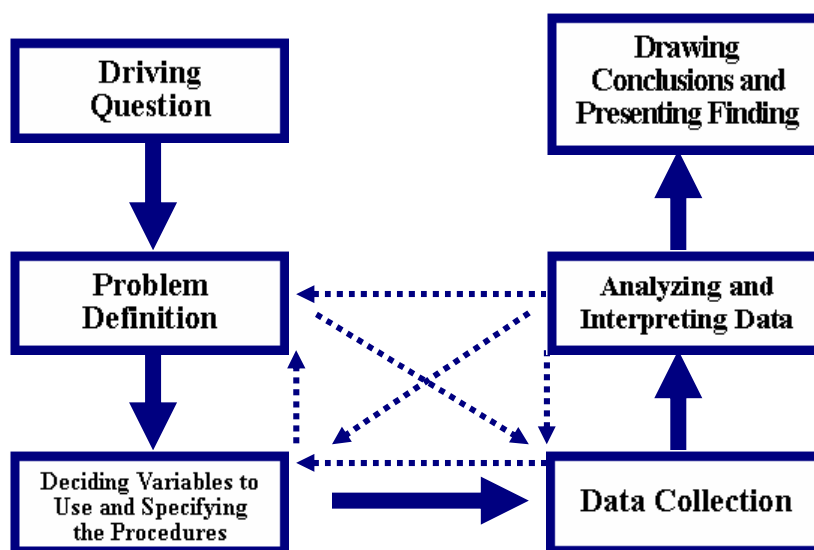 Driving
Question
Problem
Definition
Deciding Variables to
Use and Specifying
the Procedures
Drawing
Conclusions and
Presenting Finding
Analyzing and
Interpreting Data
Data Collection